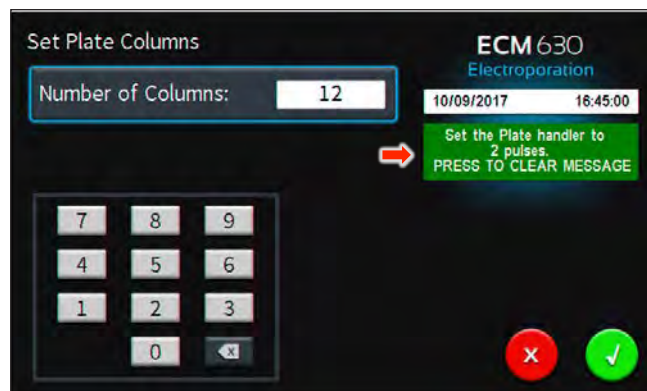 Set Plate Columns
Number of Columns: 12
ECM 630
Electroporation
10/09/2017 16:45:00
Set the Plate handler to
2 pulses.
PRESS TO CLEAR MESSAGE
7 8 9
4 5 6
1 2 3
0 x
x